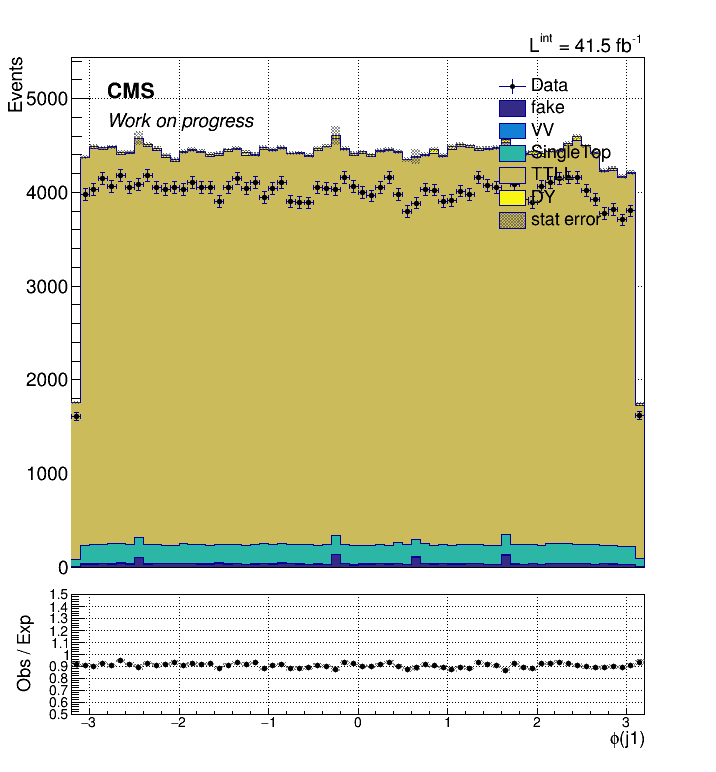 L^int = 41.5 fb^-1
Events
CMS
Work on progress
Data
fake
VV
SingleTop
DY
stat error
5000
4000
3000
2000
1000
0
Obs / Exp
1.5
1.4
1.3
1.2
1.1
1
0.9
0.8
0.7
0.6
0.5
−3 −2 −1 0 1 2 3
φ(j1)